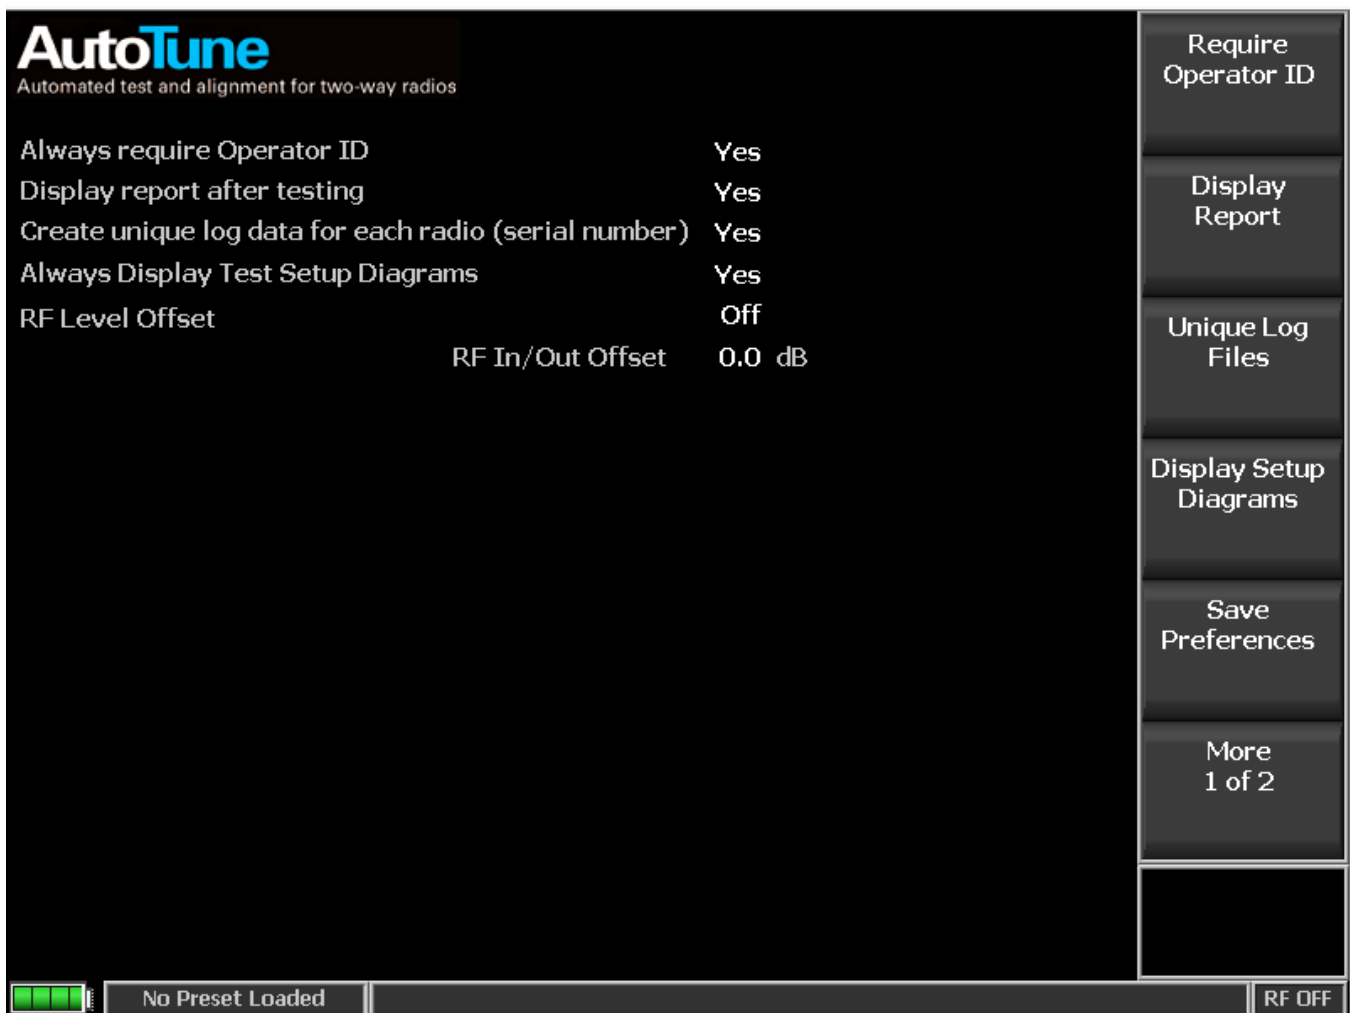 AutoTune
Automated test and alignment for two-way radios
Always require Operator ID Yes
Display report after testing Yes
Create unique log data for each radio (serial number) Yes
Always Display Test Setup Diagrams Yes
RF Level Offset Off
RF In/Out Offset 0.0 dB
Require
Operator ID
Display
Report
Unique Log
Files
Display Setup
Diagrams
Save
Preferences
More
1 of 2
No Preset Loaded
RF OFF